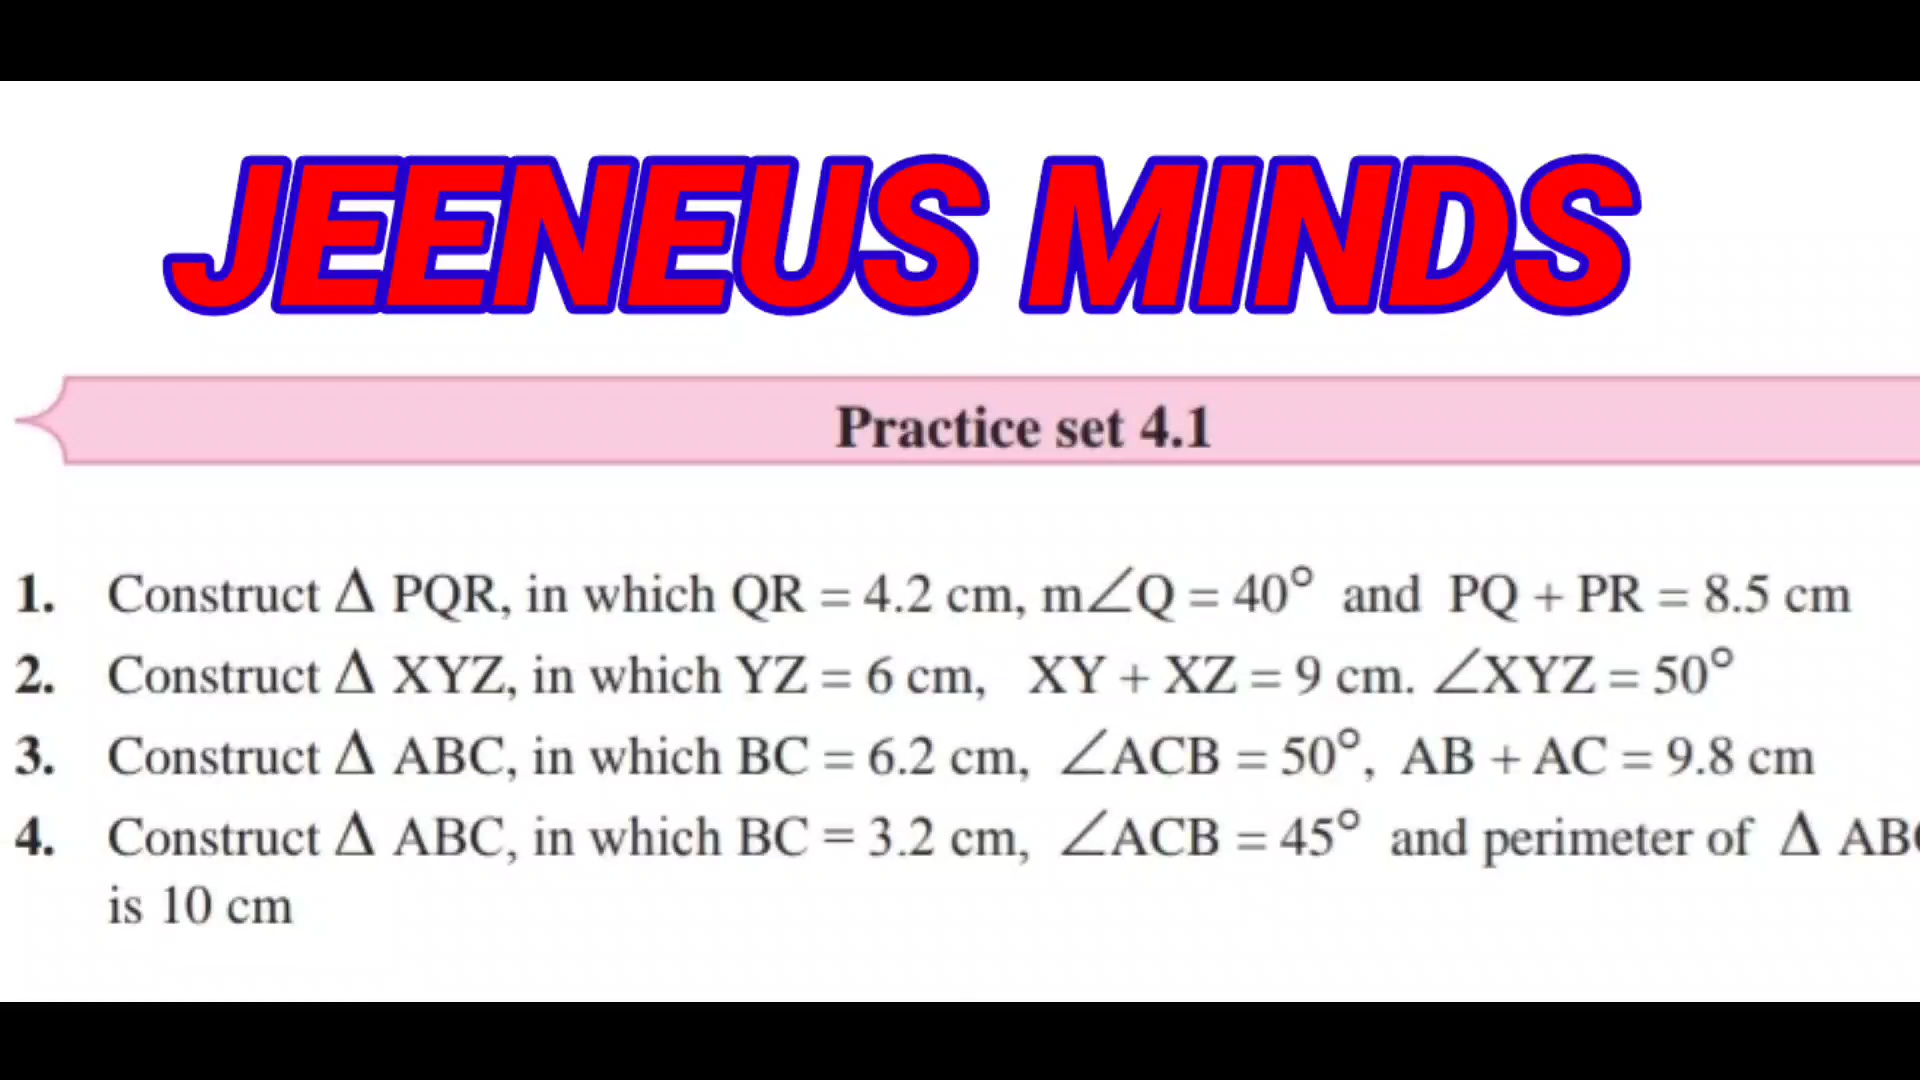 JEENEUS MINDS
Practice set 4.1
1. Construct Δ PQR, in which QR = 4.2 cm, m∠Q = 40° and PQ + PR = 8.5 cm
2. Construct Δ XYZ, in which YZ = 6 cm, XY + XZ = 9 cm. ∠XYZ = 50°
3. Construct Δ ABC, in which BC = 6.2 cm, ∠ACB = 50°, AB + AC = 9.8 cm
4. Construct Δ ABC, in which BC = 3.2 cm, ∠ACB = 45° and perimeter of Δ ABC
is 10 cm